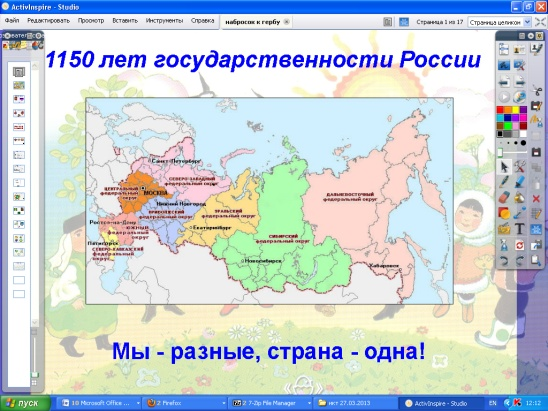 ActivInspire - Studio
Файл Редактировать Просмотр Вставить Инструменты Справка
набросок к гербу
Страница 1 из 17
Страница целиком
1150 лет государственности России
Санкт-Петербург
СЕВЕРО-ЗАПАДНЫЙ
федеральный округ
ЦЕНТРАЛЬНЫЙ
федеральный
округ
МОСКВА
Нижний Новгород
ПРИВОЛЖСКИЙ
федеральный
округ
Ростов-на-Дону
ЮЖНЫЙ
федеральный
округ
Пятигорск
СЕВЕРО-КАВКАЗСКИЙ
федеральный округ
УРАЛЬСКИЙ
федеральный
округ
Екатеринбург
СИБИРСКИЙ
федеральный округ
Новосибирск
ДАЛЬНЕВОСТОЧНЫЙ
федеральный округ
Хабаровск
Мы - разные, страна - одна!
пуск
10 Microsoft Office ...
2 Firefox
2 7-Zip File Manager
27.03.2013
ActivInspire - Studio
EN
12:12